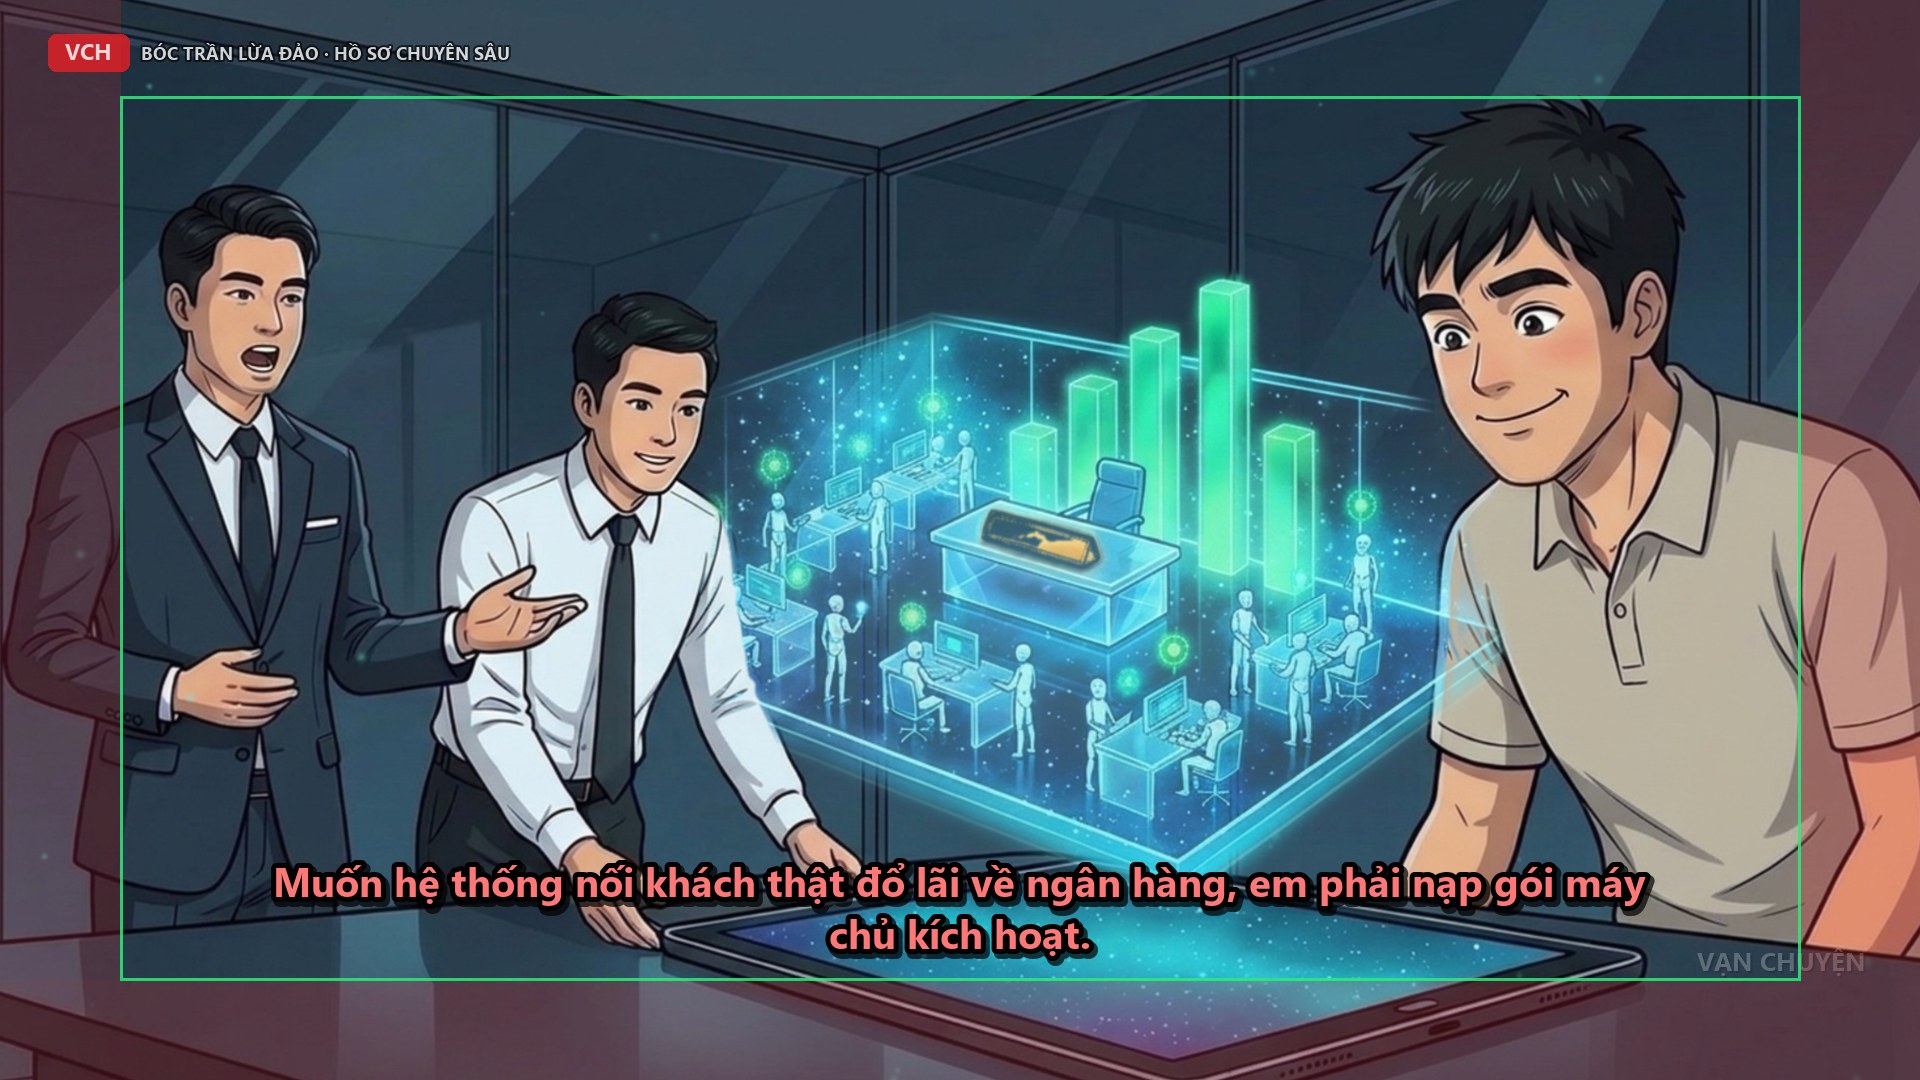 VCH BÓC TRẦN LỪA ĐẢO · HỒ SƠ CHUYÊN SÂU
Muốn hệ thống nối khách thật đổ lãi về ngân hàng, em phải nạp gói máy
chủ kích hoạt.
VẠN CHUYỆN